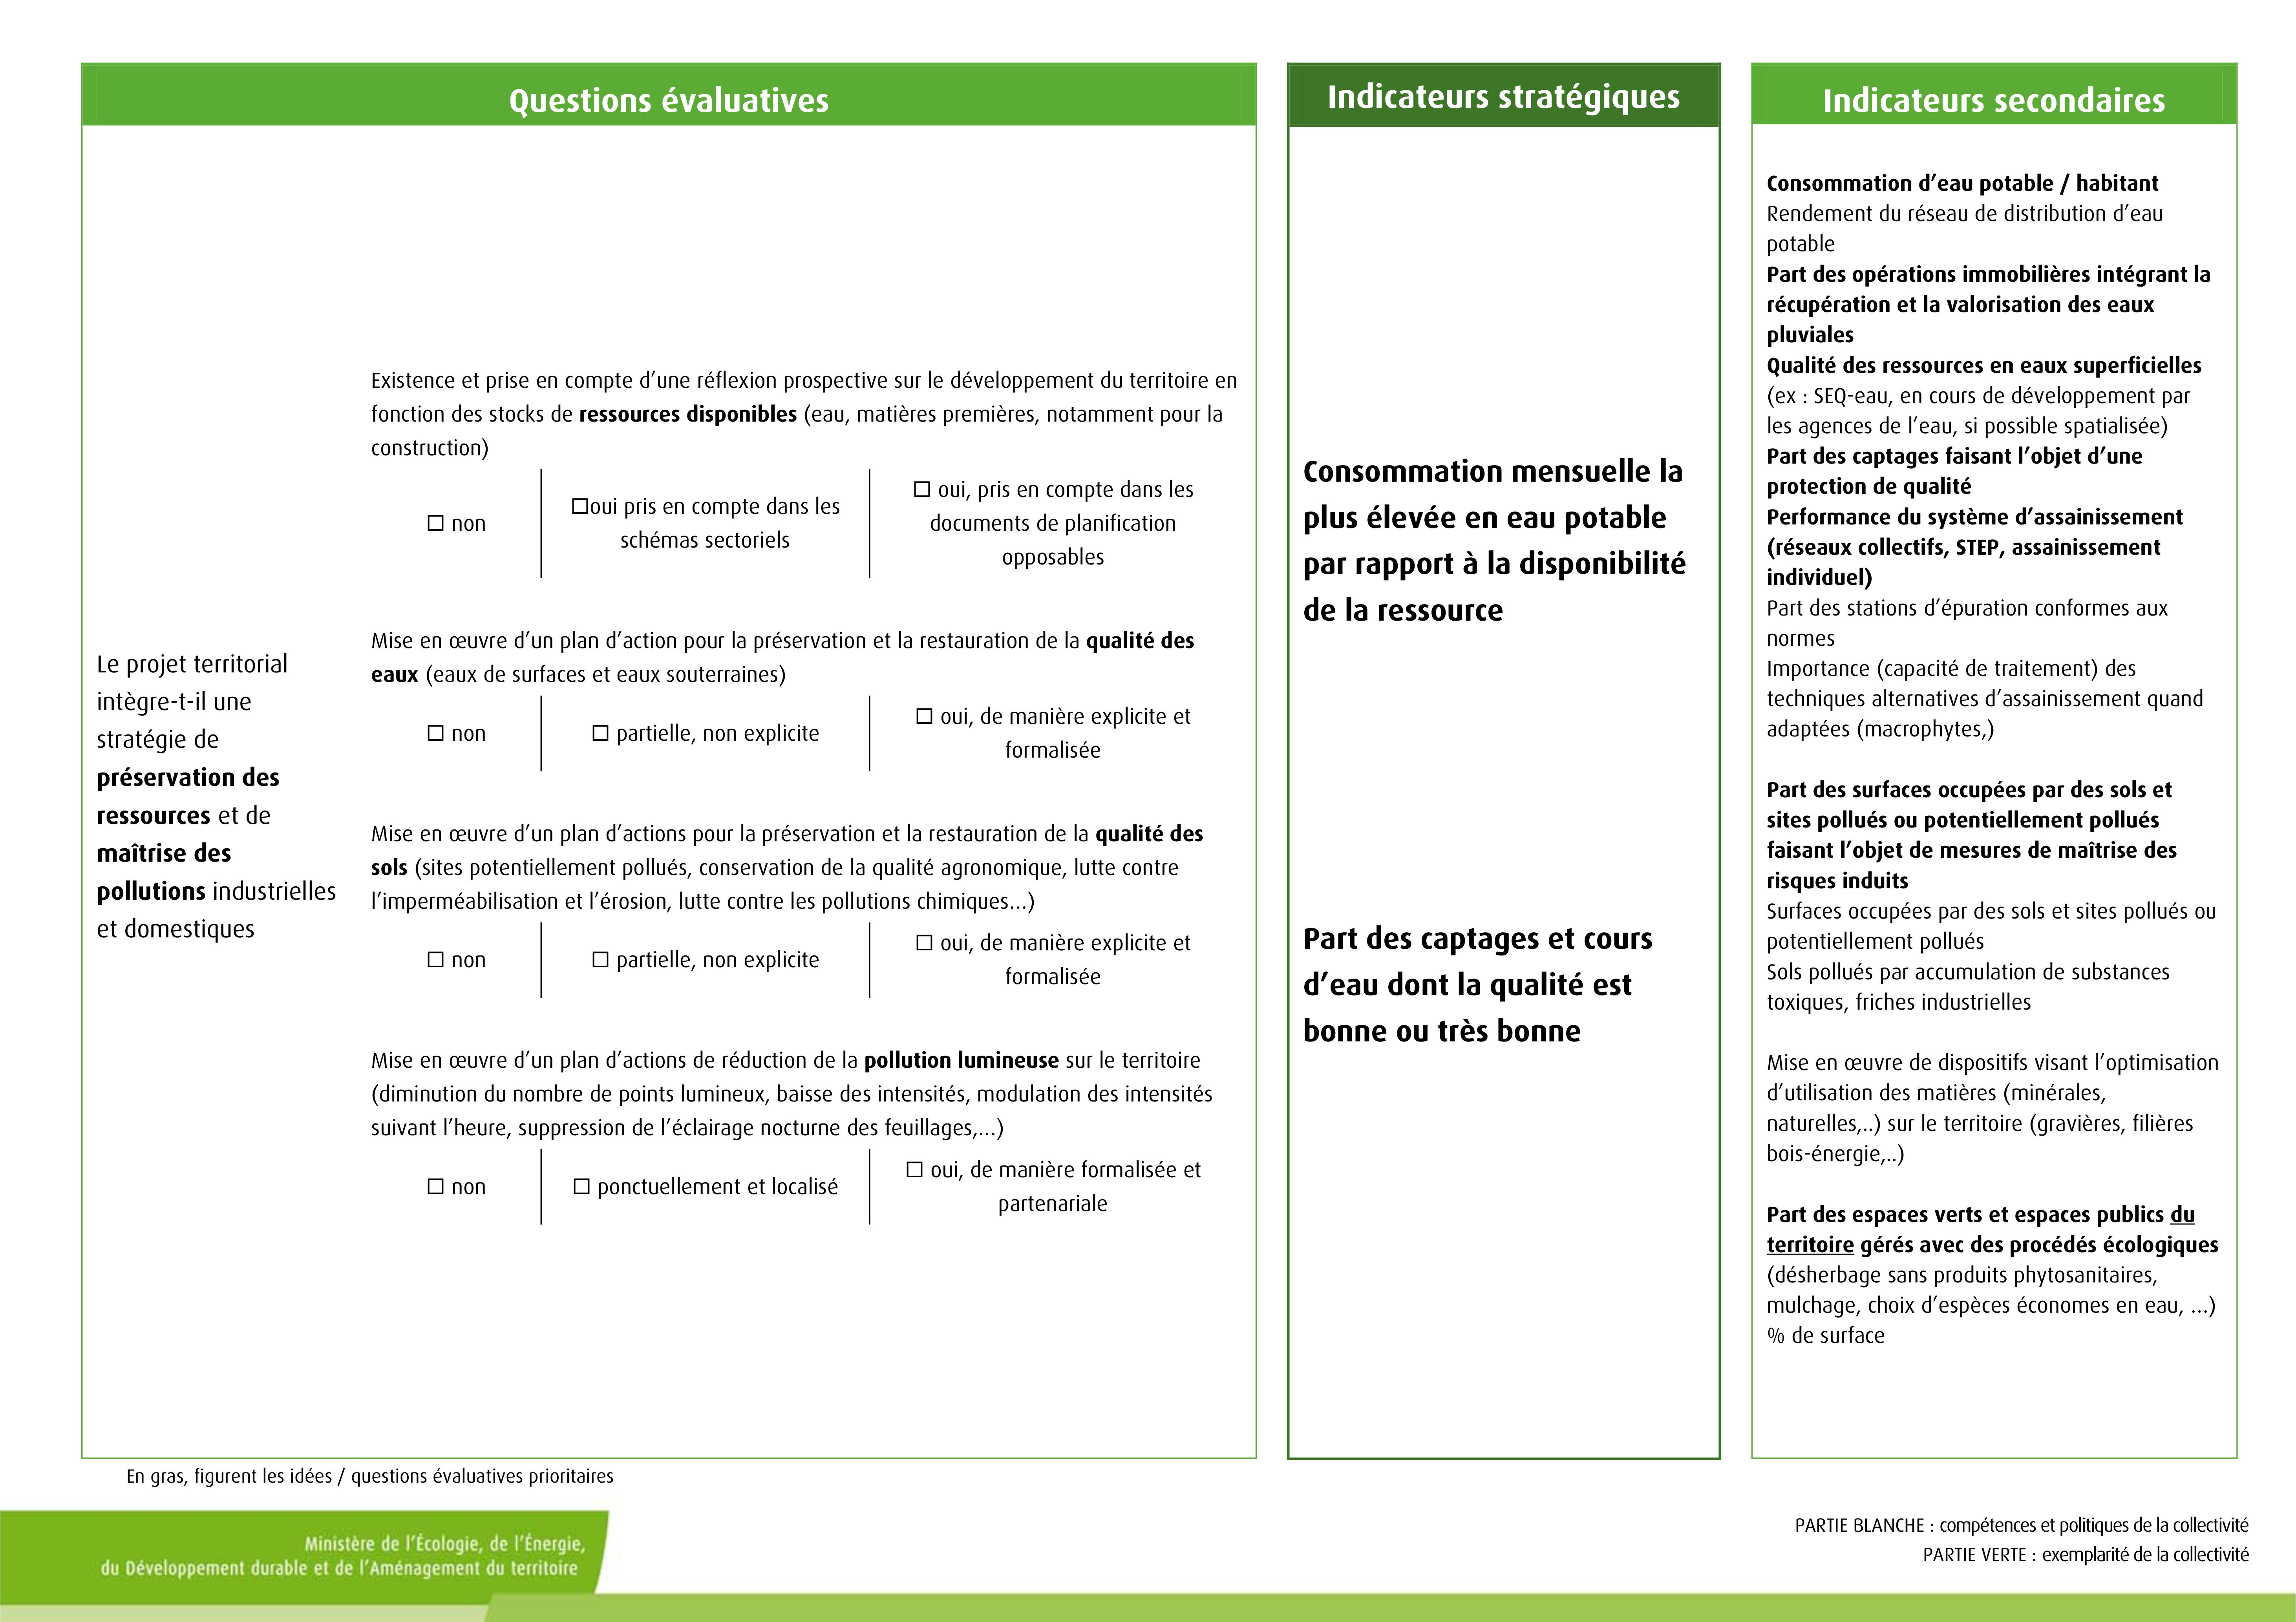 Questions évaluatives
Le projet territorial
intègre-t-il une
stratégie de
préservation des
ressources et de
maîtrise des
pollutions industrielles
et domestiques
Existence et prise en compte d’une réflexion prospective sur le développement du territoire en
fonction des stocks de ressources disponibles (eau, matières premières, notamment pour la
construction)
☐ non
☐oui pris en compte dans les
schémas sectoriels
☐ oui, pris en compte dans les
documents de planification
opposables
Mise en œuvre d’un plan d’action pour la préservation et la restauration de la qualité des
eaux (eaux de surfaces et eaux souterraines)
☐ non
☐ partielle, non explicite
☐ oui, de manière explicite et
formalisée
Mise en œuvre d’un plan d’actions pour la préservation et la restauration de la qualité des
sols (sites potentiellement pollués, conservation de la qualité agronomique, lutte contre
l’imperméabilisation et l’érosion, lutte contre les pollutions chimiques…)
☐ non
☐ partielle, non explicite
☐ oui, de manière explicite et
formalisée
Mise en œuvre d’un plan d’actions de réduction de la pollution lumineuse sur le territoire
(diminution du nombre de points lumineux, baisse des intensités, modulation des intensités
suivant l’heure, suppression de l’éclairage nocturne des feuillages,…)
☐ non
☐ ponctuellement et localisé
☐ oui, de manière formalisée et
partenariale
Indicateurs stratégiques
Consommation mensuelle la
plus élevée en eau potable
par rapport à la disponibilité
de la ressource
Part des captages et cours
d’eau dont la qualité est
bonne ou très bonne
Indicateurs secondaires
Consommation d’eau potable / habitant
Rendement du réseau de distribution d’eau
potable
Part des opérations immobilières intégrant la
récupération et la valorisation des eaux
pluviales
Qualité des ressources en eaux superficielles
(ex : SEQ-eau, en cours de développement par
les agences de l’eau, si possible spatialisée)
Part des captages faisant l’objet d’une
protection de qualité
Performance du système d’assainissement
(réseaux collectifs, STEP, assainissement
individuel)
Part des stations d’épuration conformes aux
normes
Importance (capacité de traitement) des
techniques alternatives d’assainissement quand
adaptées (macrophytes,)
Part des surfaces occupées par des sols et
sites pollués ou potentiellement pollués
faisant l’objet de mesures de maîtrise des
risques induits
Surfaces occupées par des sols et sites pollués ou
potentiellement pollués
Sols pollués par accumulation de substances
toxiques, friches industrielles
Mise en œuvre de dispositifs visant l’optimisation
d’utilisation des matières (minérales,
naturelles,..) sur le territoire (gravières, filières
bois-énergie,..)
Part des espaces verts et espaces publics du
territoire gérés avec des procédés écologiques
(désherbage sans produits phytosanitaires,
mulchage, choix d’espèces économes en eau, …)
% de surface
En gras, figurent les idées / questions évaluatives prioritaires
Ministère de l’Écologie, de l’Énergie,
du Développement durable et de l’Aménagement du territoire
PARTIE BLANCHE : compétences et politiques de la collectivité
PARTIE VERTE : exemplarité de la collectivité